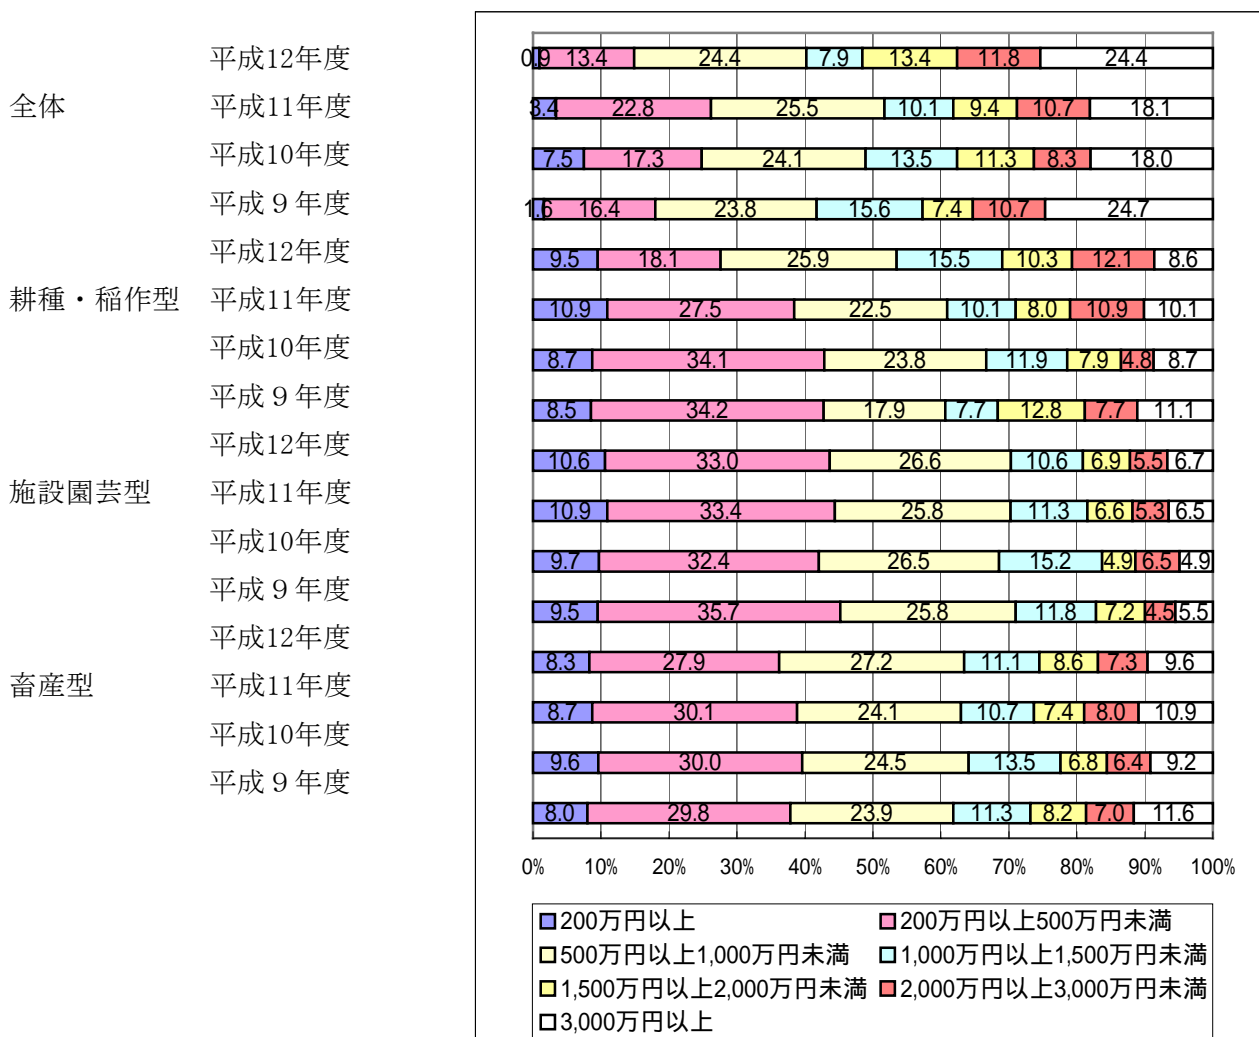 平成12年度
0.9 13.4 24.4 7.9 13.4 11.8 24.4
全体 平成11年度
3.4 22.8 25.5 10.1 9.4 10.7 18.1
平成10年度
7.5 17.3 24.1 13.5 11.3 8.3 18.0
平成９年度
1.6 16.4 23.8 15.6 7.4 10.7 24.7
平成12年度
9.5 18.1 25.9 15.5 10.3 12.1 8.6
耕種・稲作型 平成11年度
10.9 27.5 22.5 10.1 8.0 10.9 10.1
平成10年度
8.7 34.1 23.8 11.9 7.9 4.8 8.7
平成９年度
8.5 34.2 17.9 7.7 12.8 7.7 11.1
平成12年度
10.6 33.0 26.6 10.6 6.9 5.5 6.7
施設園芸型 平成11年度
10.9 33.4 25.8 11.3 6.6 5.3 6.5
平成10年度
9.7 32.4 26.5 15.2 4.9 6.5 4.9
平成９年度
9.5 35.7 25.8 11.8 7.2 4.5 5.5
平成12年度
8.3 27.9 27.2 11.1 8.6 7.3 9.6
畜産型 平成11年度
8.7 30.1 24.1 10.7 7.4 8.0 10.9
平成10年度
9.6 30.0 24.5 13.5 6.8 6.4 9.2
平成９年度
8.0 29.8 23.9 11.3 8.2 7.0 11.6
0% 10% 20% 30% 40% 50% 60% 70% 80% 90% 100%
200万円以上 200万円以上500万円未満
500万円以上1,000万円未満 1,000万円以上1,500万円未満
1,500万円以上2,000万円未満 2,000万円以上3,000万円未満
3,000万円以上